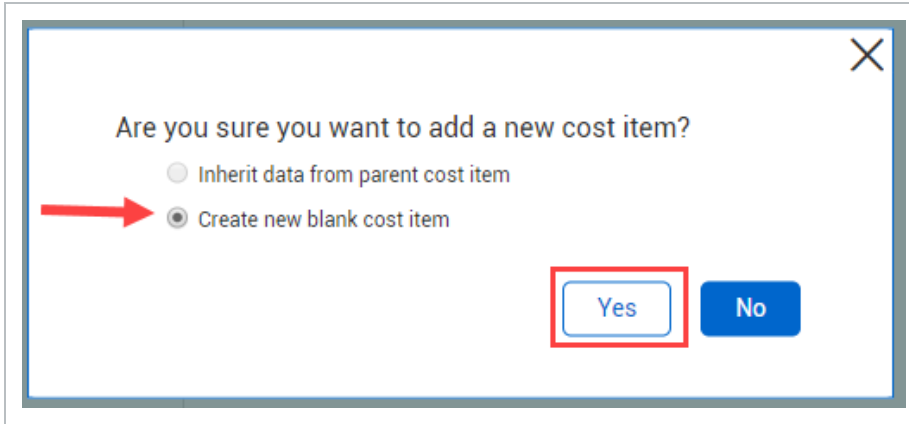 Are you sure you want to add a new cost item?
Inherit data from parent cost item
Create new blank cost item
Yes No